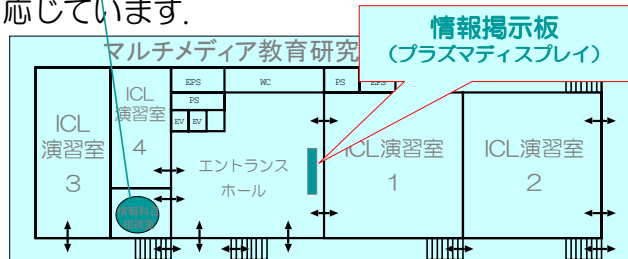 応じています.
情報掲示板
(プラズマディスプレイ)
マルチメディア教育研究
EPS
WC
PS
EPS
PS
EV
EV
ICL
演習室
3
ICL
演習室
4
エントランス
ホール
ICL演習室
1
ICL演習室
2